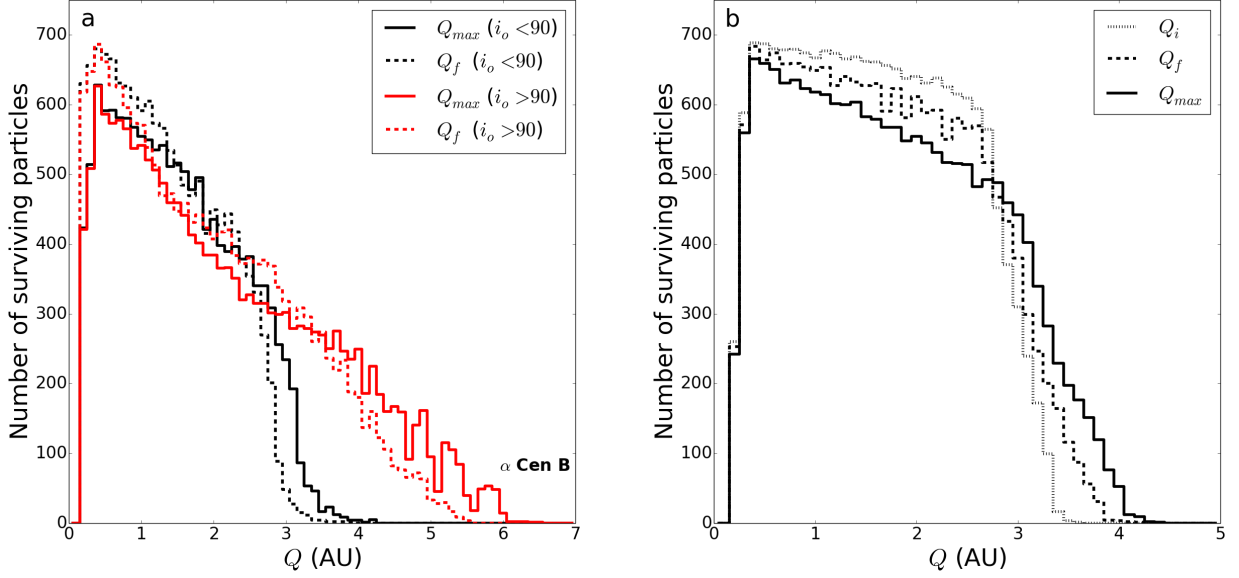 a
Q_max (i_o <90)
Q_f (i_o <90)
Q_max (i_o >90)
Q_f (i_o >90)
α Cen B
Number of surviving particles
700
600
500
400
300
200
100
0
0 1 2 3 4 5 6 7
Q (AU)
b
Q_i
Q_f
Q_max
Number of surviving particles
700
600
500
400
300
200
100
0
0 1 2 3 4 5
Q (AU)